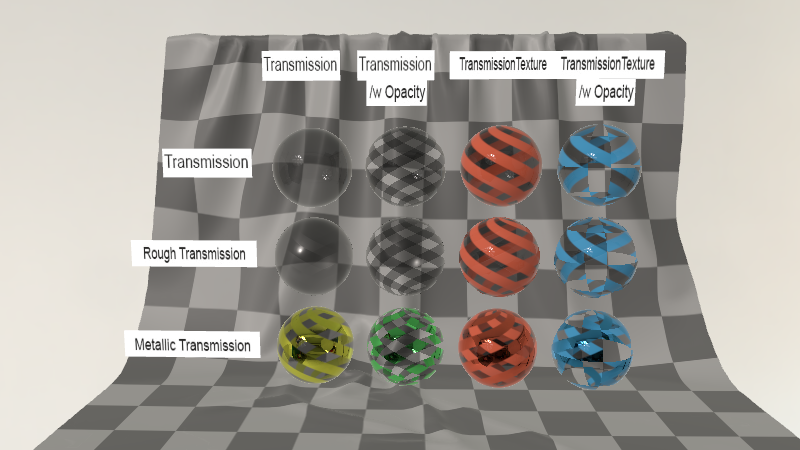 Transmission
Transmission
/w Opacity
TransmissionTexture
TransmissionTexture
/w Opacity
Transmission
Rough Transmission
Metallic Transmission